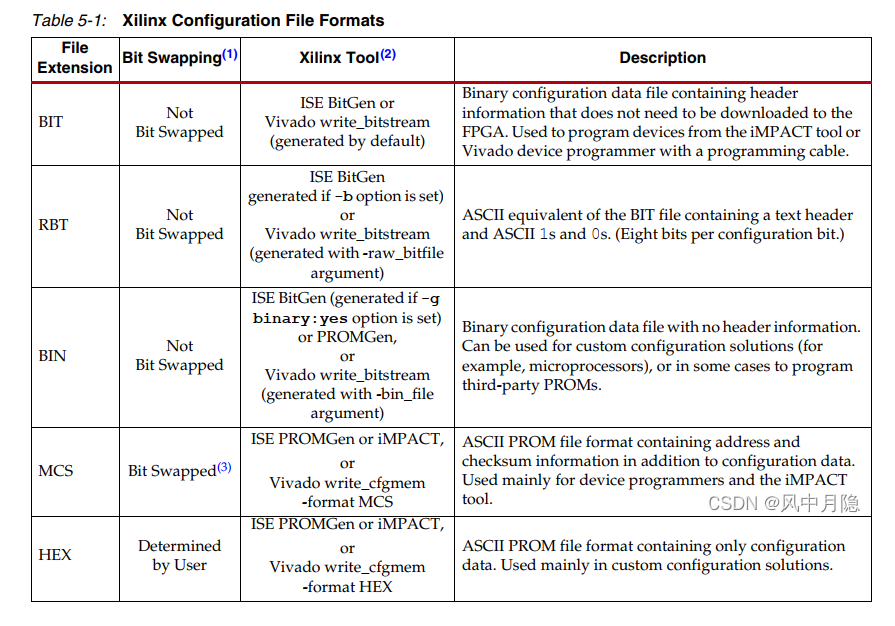 Table 5-1: Xilinx Configuration File Formats
File
Extension
Bit Swapping(1)
Xilinx Tool(2)
Description
BIT
Not
Bit Swapped
ISE BitGen or
Vivado write_bitstream
(generated by default)
Binary configuration data file containing header
information that does not need to be downloaded to the
FPGA. Used to program devices from the iMPACT tool or
Vivado device programmer with a programming cable.
RBT
Not
Bit Swapped
ISE BitGen
generated if -b option is set)
or
Vivado write_bitstream
(generated with -raw_bitfile
argument)
ASCII equivalent of the BIT file containing a text header
and ASCII 1s and 0s. (Eight bits per configuration bit.)
BIN
Not
Bit Swapped
ISE BitGen (generated if -g
binary:yes option is set)
or PROMGen,
or
Vivado write_bitstream
(generated with -bin_file
argument)
Binary configuration data file with no header information.
Can be used for custom configuration solutions (for
example, microprocessors), or in some cases to program
third-party PROMs.
MCS
Bit Swapped(3)
ISE PROMGen or iMPACT,
or
Vivado write_cfgmem
-format MCS
ASCII PROM file format containing address and
checksum information in addition to configuration data.
Used mainly for device programmers and the iMPACT
tool.
HEX
Determined
by User
ISE PROMGen or iMPACT,
or
Vivado write_cfgmem
-format HEX
ASCII PROM file format containing only configuration
data. Used mainly in custom configuration solutions.
CSDN @风中月隐